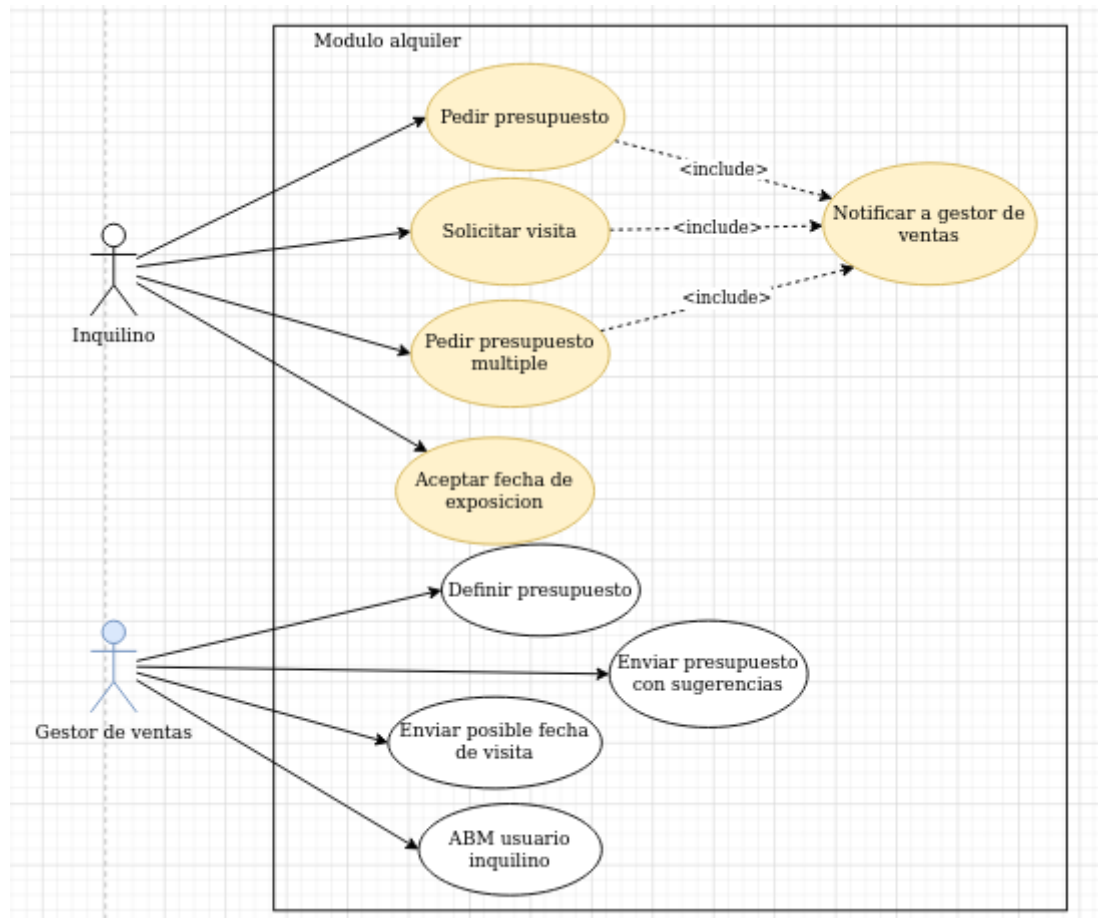 Modulo alquiler
Pedir presupuesto
<include>
Solicitar visita
<include>
Notificar a gestor de
ventas
<include>
Pedir presupuesto
multiple
Inquilino
Aceptar fecha de
exposicion
Definir presupuesto
Enviar presupuesto
con sugerencias
Gestor de ventas
Enviar posible fecha
de visita
ABM usuario
inquilino